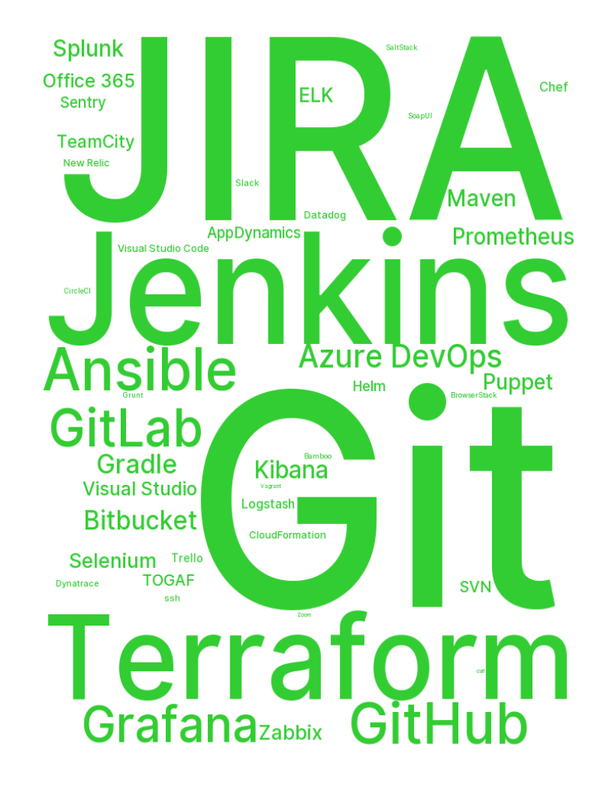 JIRA
Splunk
SaltStack
Office 365
ELK
Chef
Sentry
SoapUI
TeamCity
New Relic
Slack
Maven
Datadog
AppDynamics
Prometheus
Jenkins
Visual Studio Code
CircleCI
Ansible
Azure DevOps
Helm
Puppet
Grunt
BrowserStack
Git
GitLab
Gradle
Bamboo
Kibana
Visual Studio
Vagrant
Logstash
Bitbucket
CloudFormation
Selenium
Trello
TOGAF
Dynatrace
SVN
ssh
Zoom
Terraform
curl
Grafana
Zabbix
GitHub